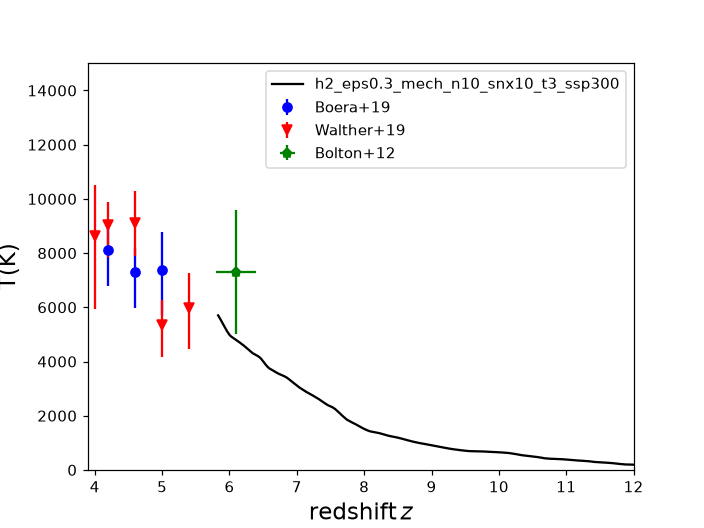 h2_eps0.3_mech_n10_snx10_t3_ssp300
Boera+19
Walther+19
Bolton+12
14000
12000
10000
8000
6000
4000
2000
0
T(K)
4 5 6 7 8 9 10 11 12
redshift z